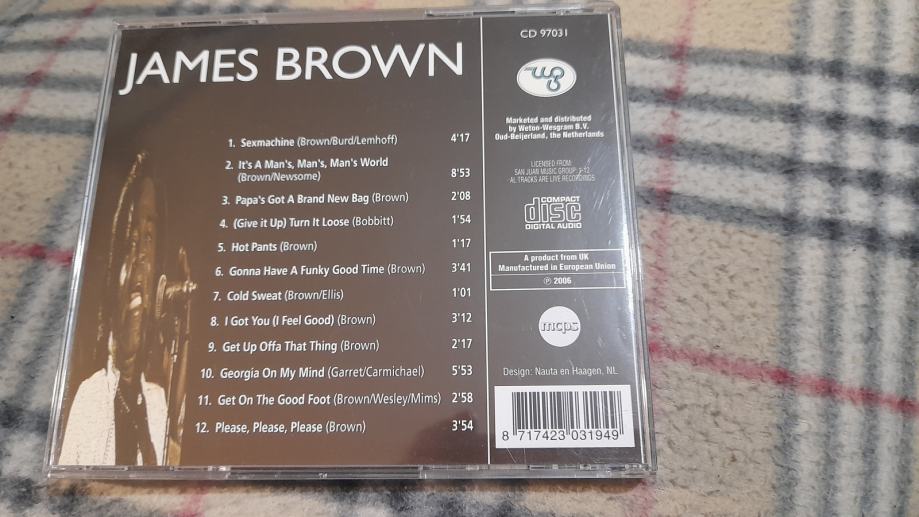 JAMES BROWN
1. Sexmachine (Brown/Burd/Lemhoff) 4'17
2. It's A Man's, Man's, Man's World
(Brown/Newsome) 8'53
3. Papa's Got A Brand New Bag (Brown) 2'08
4. (Give it Up) Turn It Loose (Bobbitt) 1'54
5. Hot Pants (Brown) 1'17
6. Gonna Have A Funky Good Time (Brown) 3'41
7. Cold Sweat (Brown/Ellis) 1'01
8. I Got You (I Feel Good) (Brown) 3'12
9. Get Up Offa That Thing (Brown) 2'17
10. Georgia On My Mind (Garret/Carmichael) 5'53
11. Get On The Good Foot (Brown/Wesley/Mims) 2'58
12. Please, Please, Please (Brown) 3'54
CD 97031
Marketed and distributed
by Weton-Wesgram B.V.
Oud-Beijerland, the Netherlands
LICENSED FROM:
SAN JUAN MUSIC GROUP: 1-12
AL TRACKS ARE LIVE RECORDINGS
COMPACT
disc
DIGITAL AUDIO
A product from UK
Manufactured in European Union
℗ 2006
mcps
Design: Nauta en Haagen, NL
8 717423 031949